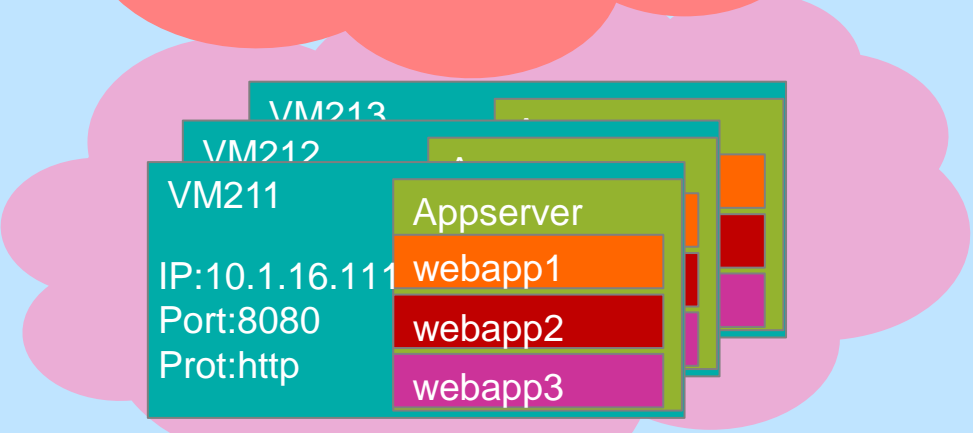 VM213
VM212
VM211
Appserver
IP:10.1.16.111
Port:8080
Prot:http
webapp1
webapp2
webapp3